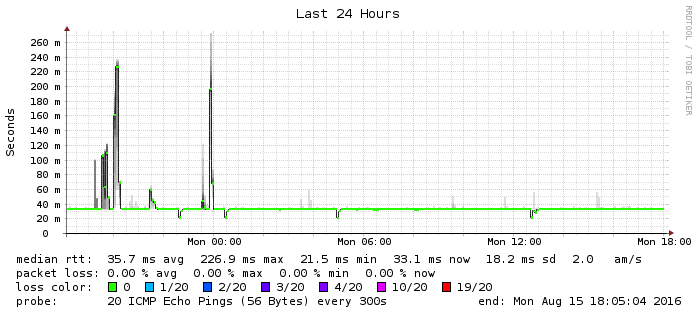 Last 24 Hours
RRDTOOL / TOBI OETIKER
Seconds
260 m
240 m
220 m
200 m
180 m
160 m
140 m
120 m
100 m
80 m
60 m
40 m
20 m
0
Mon 00:00 Mon 06:00 Mon 12:00 Mon 18:00
median rtt: 35.7 ms avg 226.9 ms max 21.5 ms min 33.1 ms now 18.2 ms sd 2.0 am/s
packet loss: 0.00 % avg 0.00 % max 0.00 % min 0.00 % now
loss color: 0 1/20 2/20 3/20 4/20 10/20 19/20
probe: 20 ICMP Echo Pings (56 Bytes) every 300s end: Mon Aug 15 18:05:04 2016